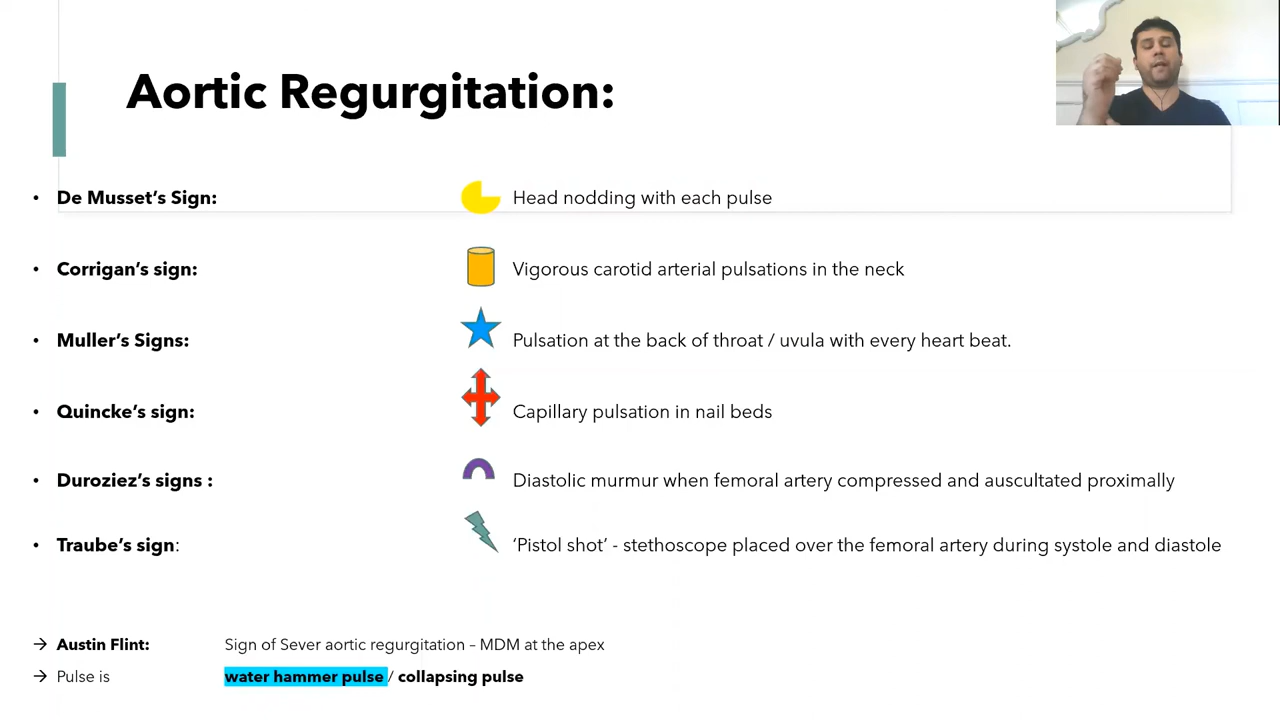 Aortic Regurgitation:
• De Musset’s Sign: Head nodding with each pulse
• Corrigan’s sign: Vigorous carotid arterial pulsations in the neck
• Muller’s Signs: Pulsation at the back of throat / uvula with every heart beat.
• Quincke’s sign: Capillary pulsation in nail beds
• Duroziez’s signs : Diastolic murmur when femoral artery compressed and auscultated proximally
• Traube’s sign: ‘Pistol shot’ - stethoscope placed over the femoral artery during systole and diastole
→ Austin Flint: Sign of Sever aortic regurgitation – MDM at the apex
→ Pulse is water hammer pulse / collapsing pulse